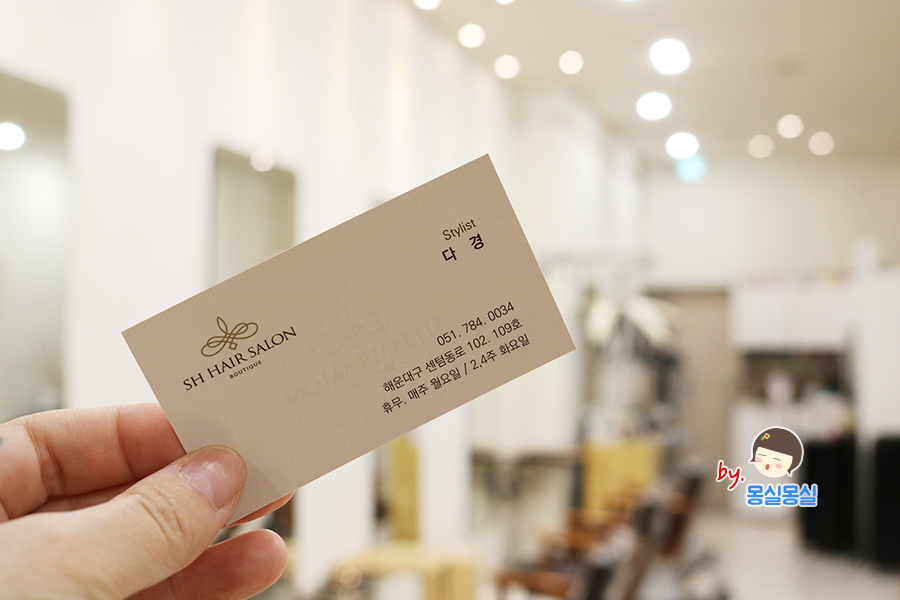 Stylist
다 경
SH HAIR SALON
BOUTIQUE
051. 784. 0034
해운대구 센텀동로 102. 109호
휴무. 매주 월요일 / 2,4주 화요일
by.
몽실몽실
P